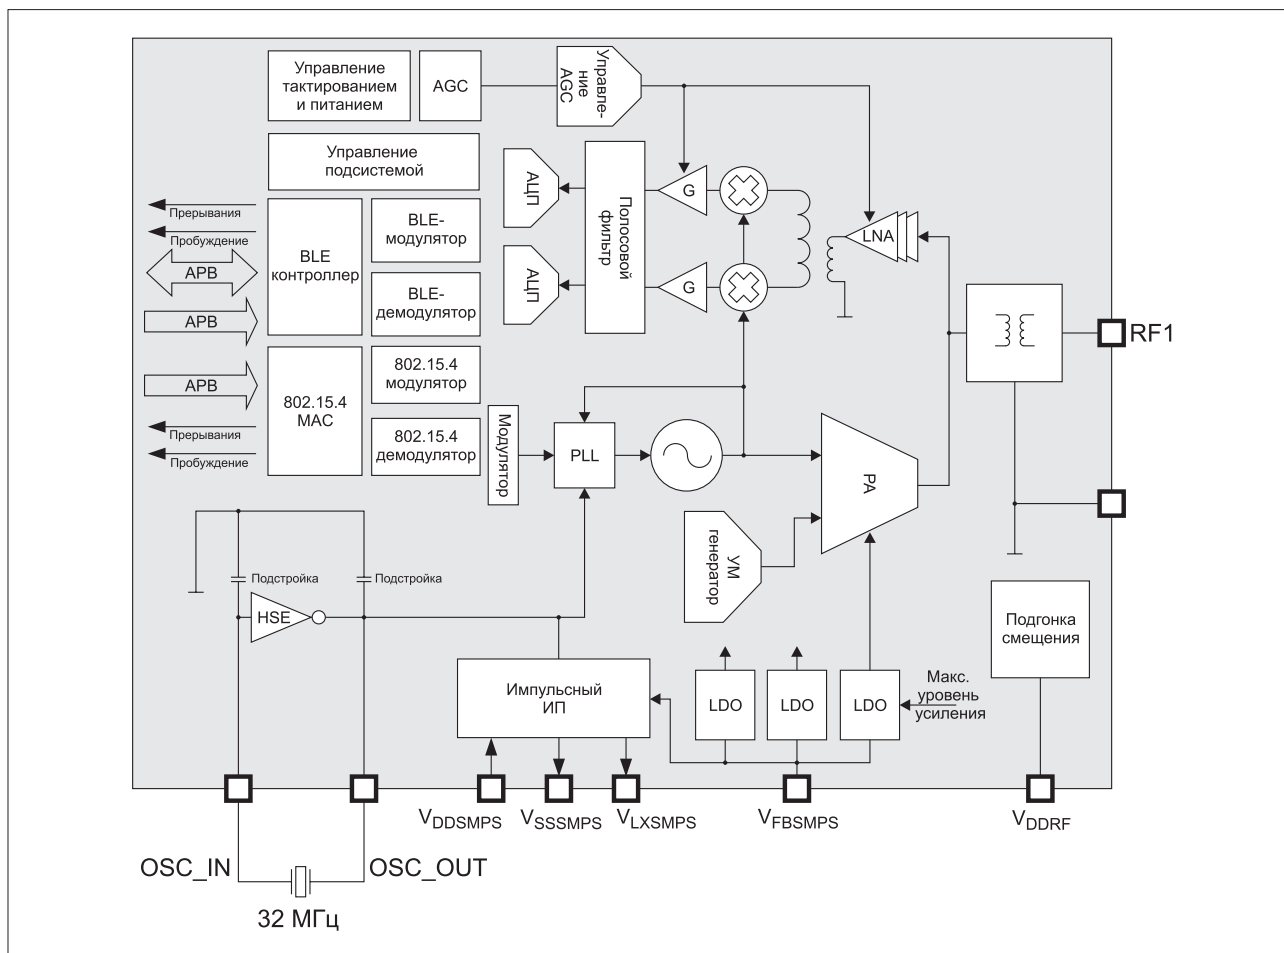 Управление
тактированием
и питанием
AGC
Управле-
ние
AGC
Управление
подсистемой
Прерывания
Пробуждение
APB
APB
BLE
контроллер
BLE-
модулятор
BLE-
демодулятор
АЦП
АЦП
Полосовой
фильтр
G
G
LNA
RF1
APB
Прерывания
Пробуждение
802.15.4
MAC
802.15.4
модулятор
802.15.4
демодулятор
Модулятор
PLL
PA
УМ
генератор
Подстройка
Подстройка
HSE
Импульсный
ИП
LDO
LDO
LDO
Макс.
уровень
усиления
Подгонка
смещения
VDDSMPS
VSSSMPS
VLXSMPS
VFBSMPS
VDDRF
OSC_IN
OSC_OUT
32 МГц